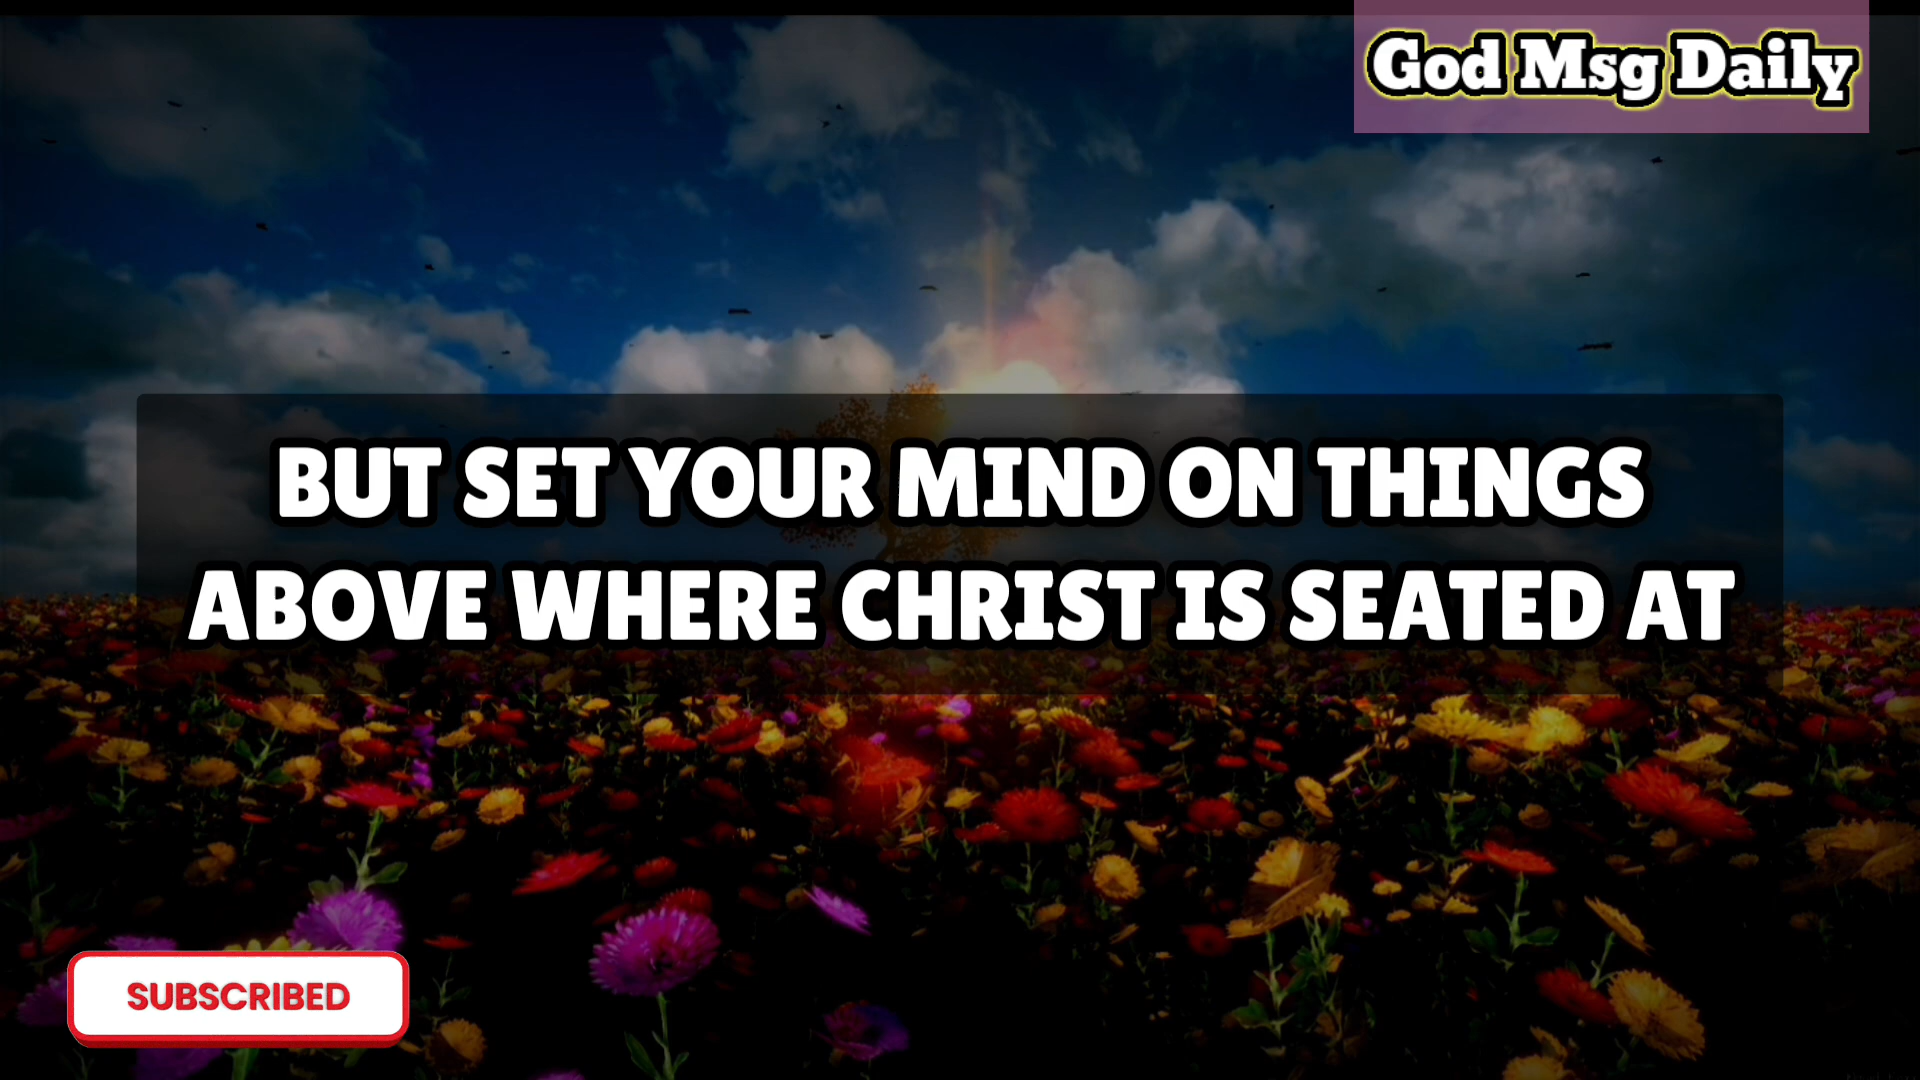 God Msg Daily
BUT SET YOUR MIND ON THINGS
ABOVE WHERE CHRIST IS SEATED AT
SUBSCRIBED